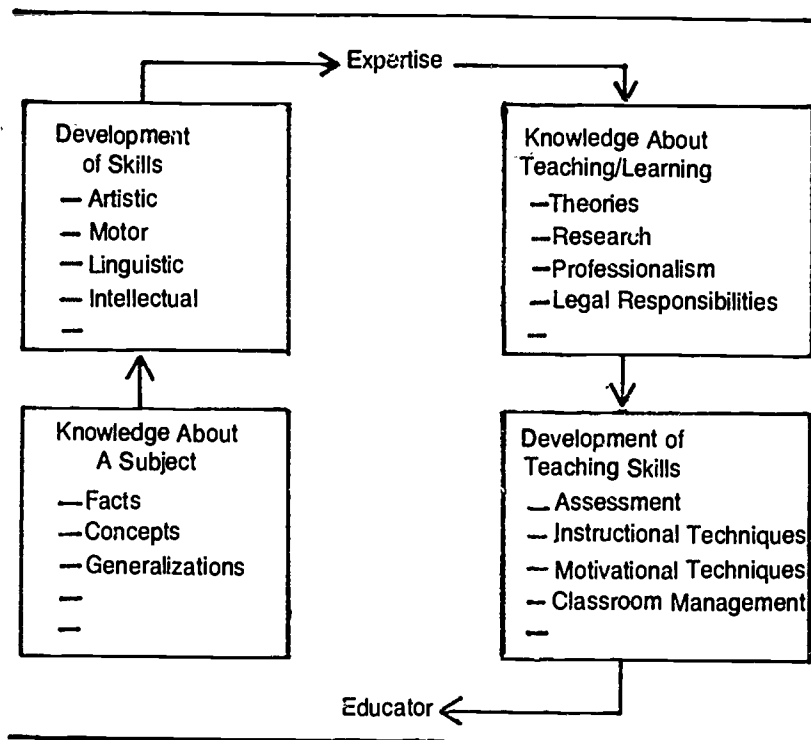 Expertise
Development
of Skills
— Artistic
— Motor
— Linguistic
— Intellectual
—
Knowledge About
Teaching/Learning
— Theories
— Research
— Professionalism
— Legal Responsibilities
—
Knowledge About
A Subject
— Facts
— Concepts
— Generalizations
—
—
Development of
Teaching Skills
— Assessment
— Instructional Techniques
— Motivational Techniques
— Classroom Management
—
Educator